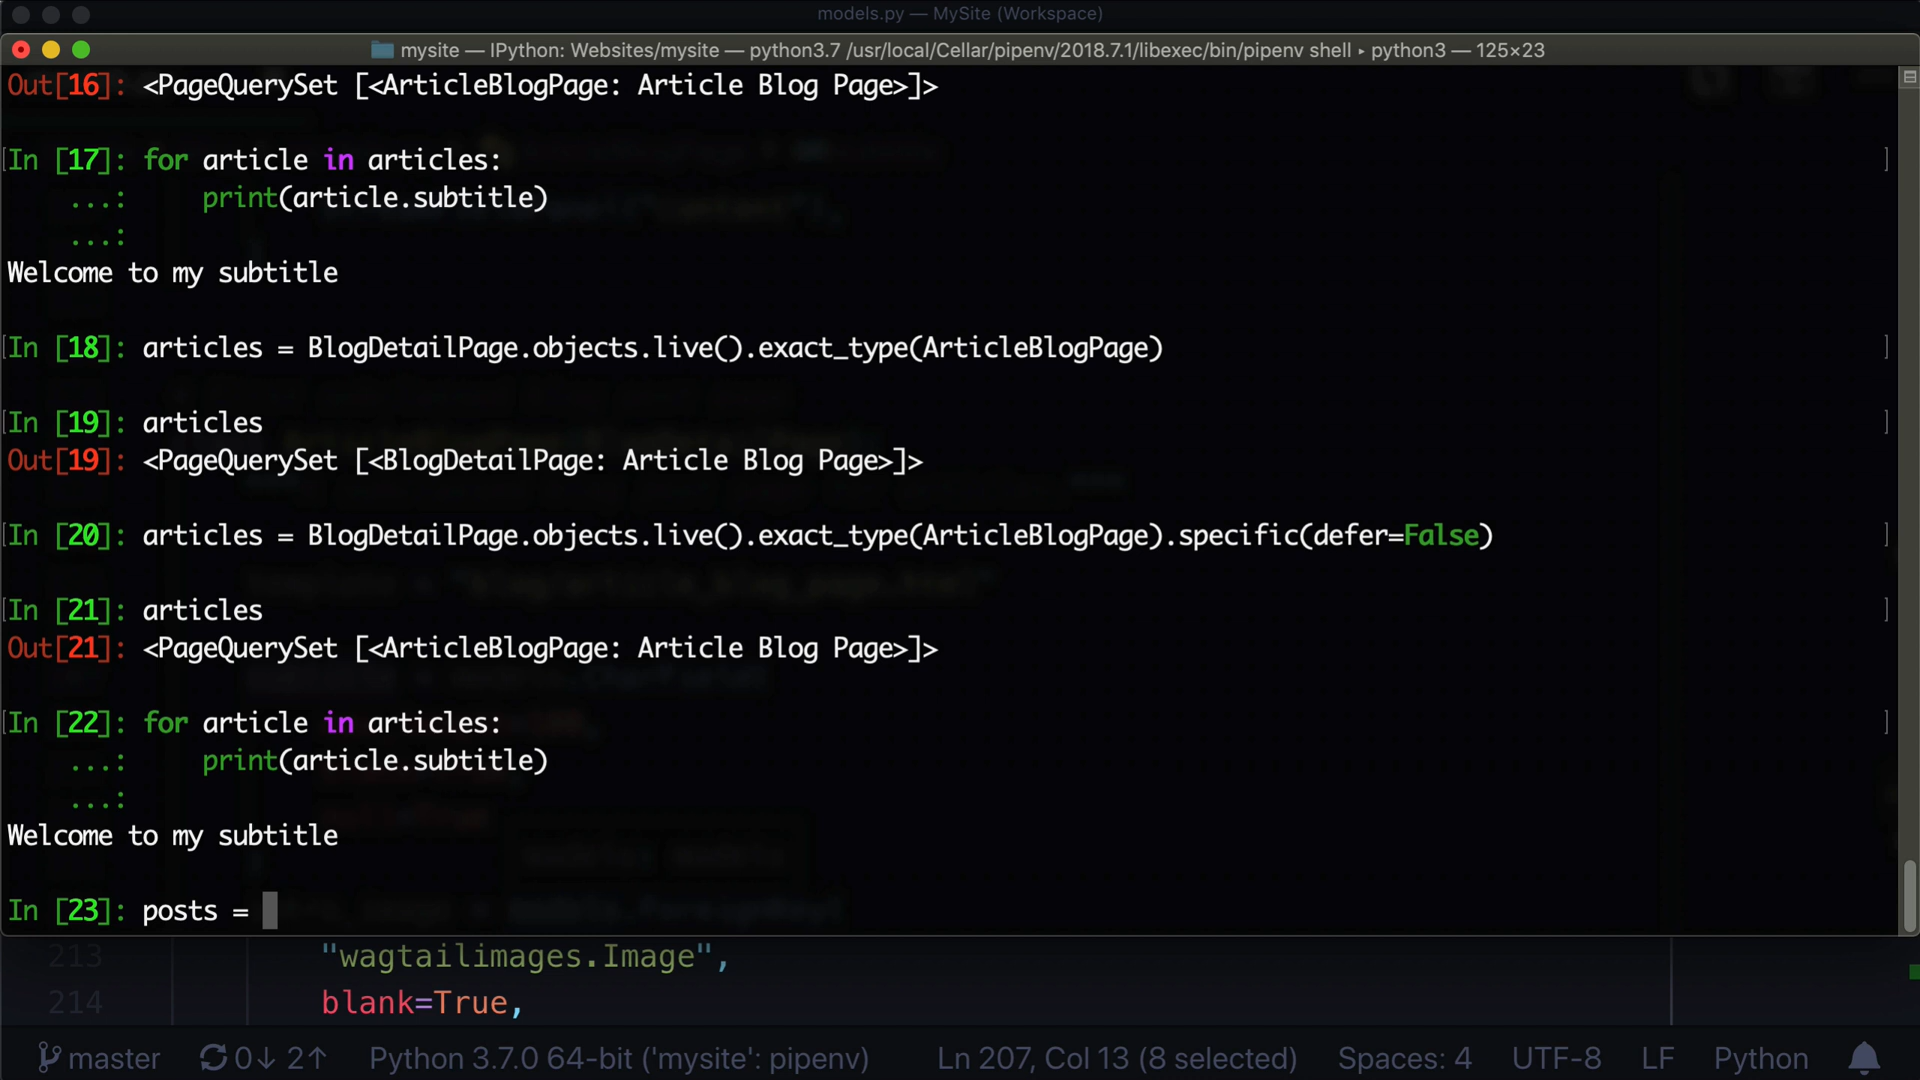 models.py — MySite (Workspace)
mysite — IPython: Websites/mysite — python3.7 /usr/local/Cellar/pipenv/2018.7.1/libexec/bin/pipenv shell ▸ python3 — 125×23
Out[16]: <PageQuerySet [<ArticleBlogPage: Article Blog Page>]>
In [17]: for article in articles:
...:     print(article.subtitle)
...:
Welcome to my subtitle
In [18]: articles = BlogDetailPage.objects.live().exact_type(ArticleBlogPage)
In [19]: articles
Out[19]: <PageQuerySet [<BlogDetailPage: Article Blog Page>]>
In [20]: articles = BlogDetailPage.objects.live().exact_type(ArticleBlogPage).specific(defer=False)
In [21]: articles
Out[21]: <PageQuerySet [<ArticleBlogPage: Article Blog Page>]>
In [22]: for article in articles:
...:     print(article.subtitle)
...:
Welcome to my subtitle
In [23]: posts =
213 "wagtailimages.Image",
214 blank=True,
master 0↓ 2↑ Python 3.7.0 64-bit ('mysite': pipenv) Ln 207, Col 13 (8 selected) Spaces: 4 UTF-8 LF Python